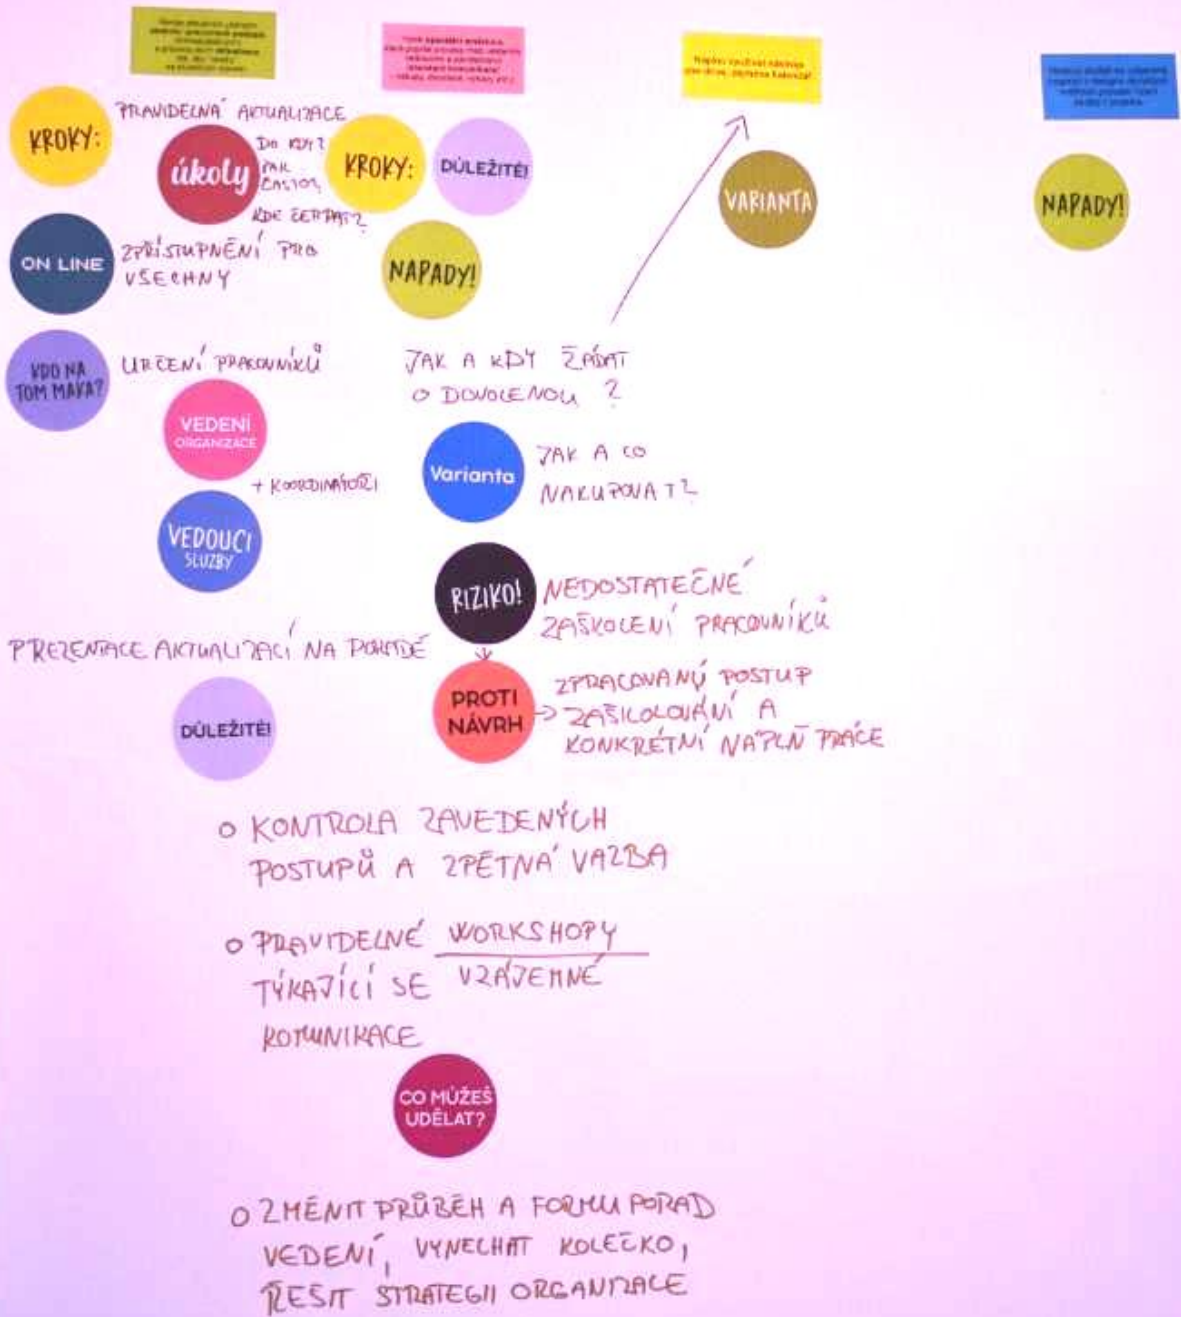 KROKY:
PRAVIDELNÁ AKTUALIZACE
úkoly
DO KDY?
JAK
ČASTO?
KDE ČERPAT?
KROKY:
DŮLEŽITÉ!
VARIANTA
NAPADY!
ON LINE
ZPŘÍSTUPNĚNÍ PRO
VŠECHNY
NAPADY!
KDO NA
TOM MAKA?
URČENÍ PRACOVNÍKŮ
VEDENÍ
ORGANIZACE
+ KOORDINÁTOŘI
VEDOUCI
SLUZBY
JAK A KDY ŽÁDAT
O DOVOLENOU ?
Varianta
JAK A CO
NAKUPOVAT?
RIZIKO!
NEDOSTATEČNÉ
ZAŠKOLENÍ PRACOVNÍKŮ
PREZENTACE AKTUALIZACÍ NA PORADĚ
DŮLEŽITÉ!
PROTI
NÁVRH
ZPRACOVANÝ POSTUP
ZAŠKOLOVÁNÍ A
KONKRÉTNÍ NÁPLŇ PRÁCE
KONTROLA ZAVEDENÝCH
POSTUPŮ A ZPĚTNÁ VAZBA
PRAVIDELNÉ WORKSHOPY
TÝKAJÍCÍ SE VZÁJEMNÉ
KOMUNIKACE
CO MŮŽEŠ
UDĚLAT?
ZMĚNIT PRŮBĚH A FORMU PORAD
VEDENÍ, VYNECHAT KOLEČKO,
ŘEŠIT STRATEGII ORGANIZACE